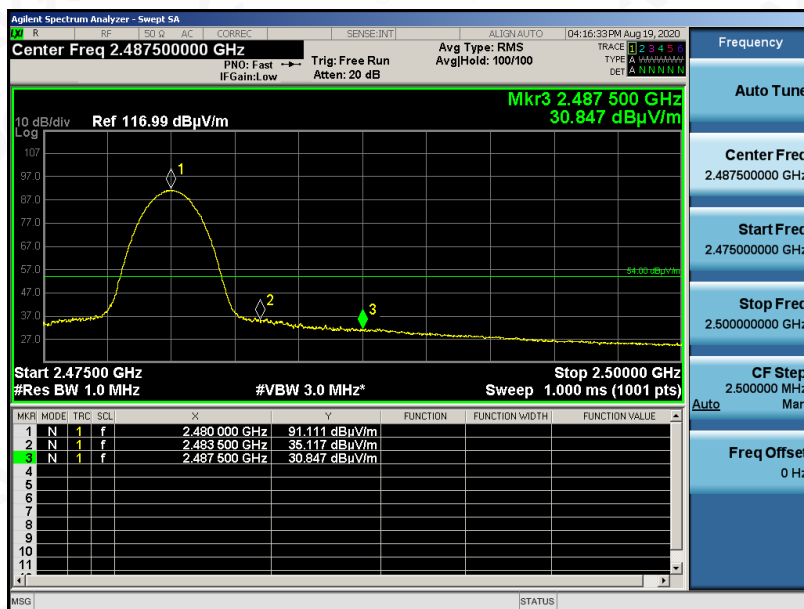 Agilent Spectrum Analyzer - Swept SA
LXI R RF 50 Ω AC CORREC SENSE:INT ALIGN AUTO 04:16:33 PM Aug 19, 2020
Center Freq 2.487500000 GHz
PNO: Fast
IFGain:Low
Trig: Free Run
Atten: 20 dB
Avg Type: RMS
Avg|Hold: 100/100
TRACE 1 2 3 4 5 6
TYPE A WWWWW
DET A N N N N N
Mkr3 2.487 500 GHz
30.847 dBµV/m
10 dB/div Ref 116.99 dBµV/m
Log
107
97.0
87.0
77.0
67.0
57.0
47.0
37.0
27.0
1
2
3
54.00 dBµV/m
Start 2.47500 GHz Stop 2.50000 GHz
#Res BW 1.0 MHz #VBW 3.0 MHz* Sweep 1.000 ms (1001 pts)
MKR MODE TRC SCL X Y FUNCTION FUNCTION WIDTH FUNCTION VALUE
1 N 1 f 2.480 000 GHz 91.111 dBµV/m
2 N 1 f 2.483 500 GHz 35.117 dBµV/m
3 N 1 f 2.487 500 GHz 30.847 dBµV/m
4
5
6
7
8
9
10
11
MSG STATUS
Frequency
Auto Tune
Center Freq
2.487500000 GHz
Start Freq
2.475000000 GHz
Stop Freq
2.500000000 GHz
CF Step
2.500000 MHz
Auto Man
Freq Offset
0 Hz